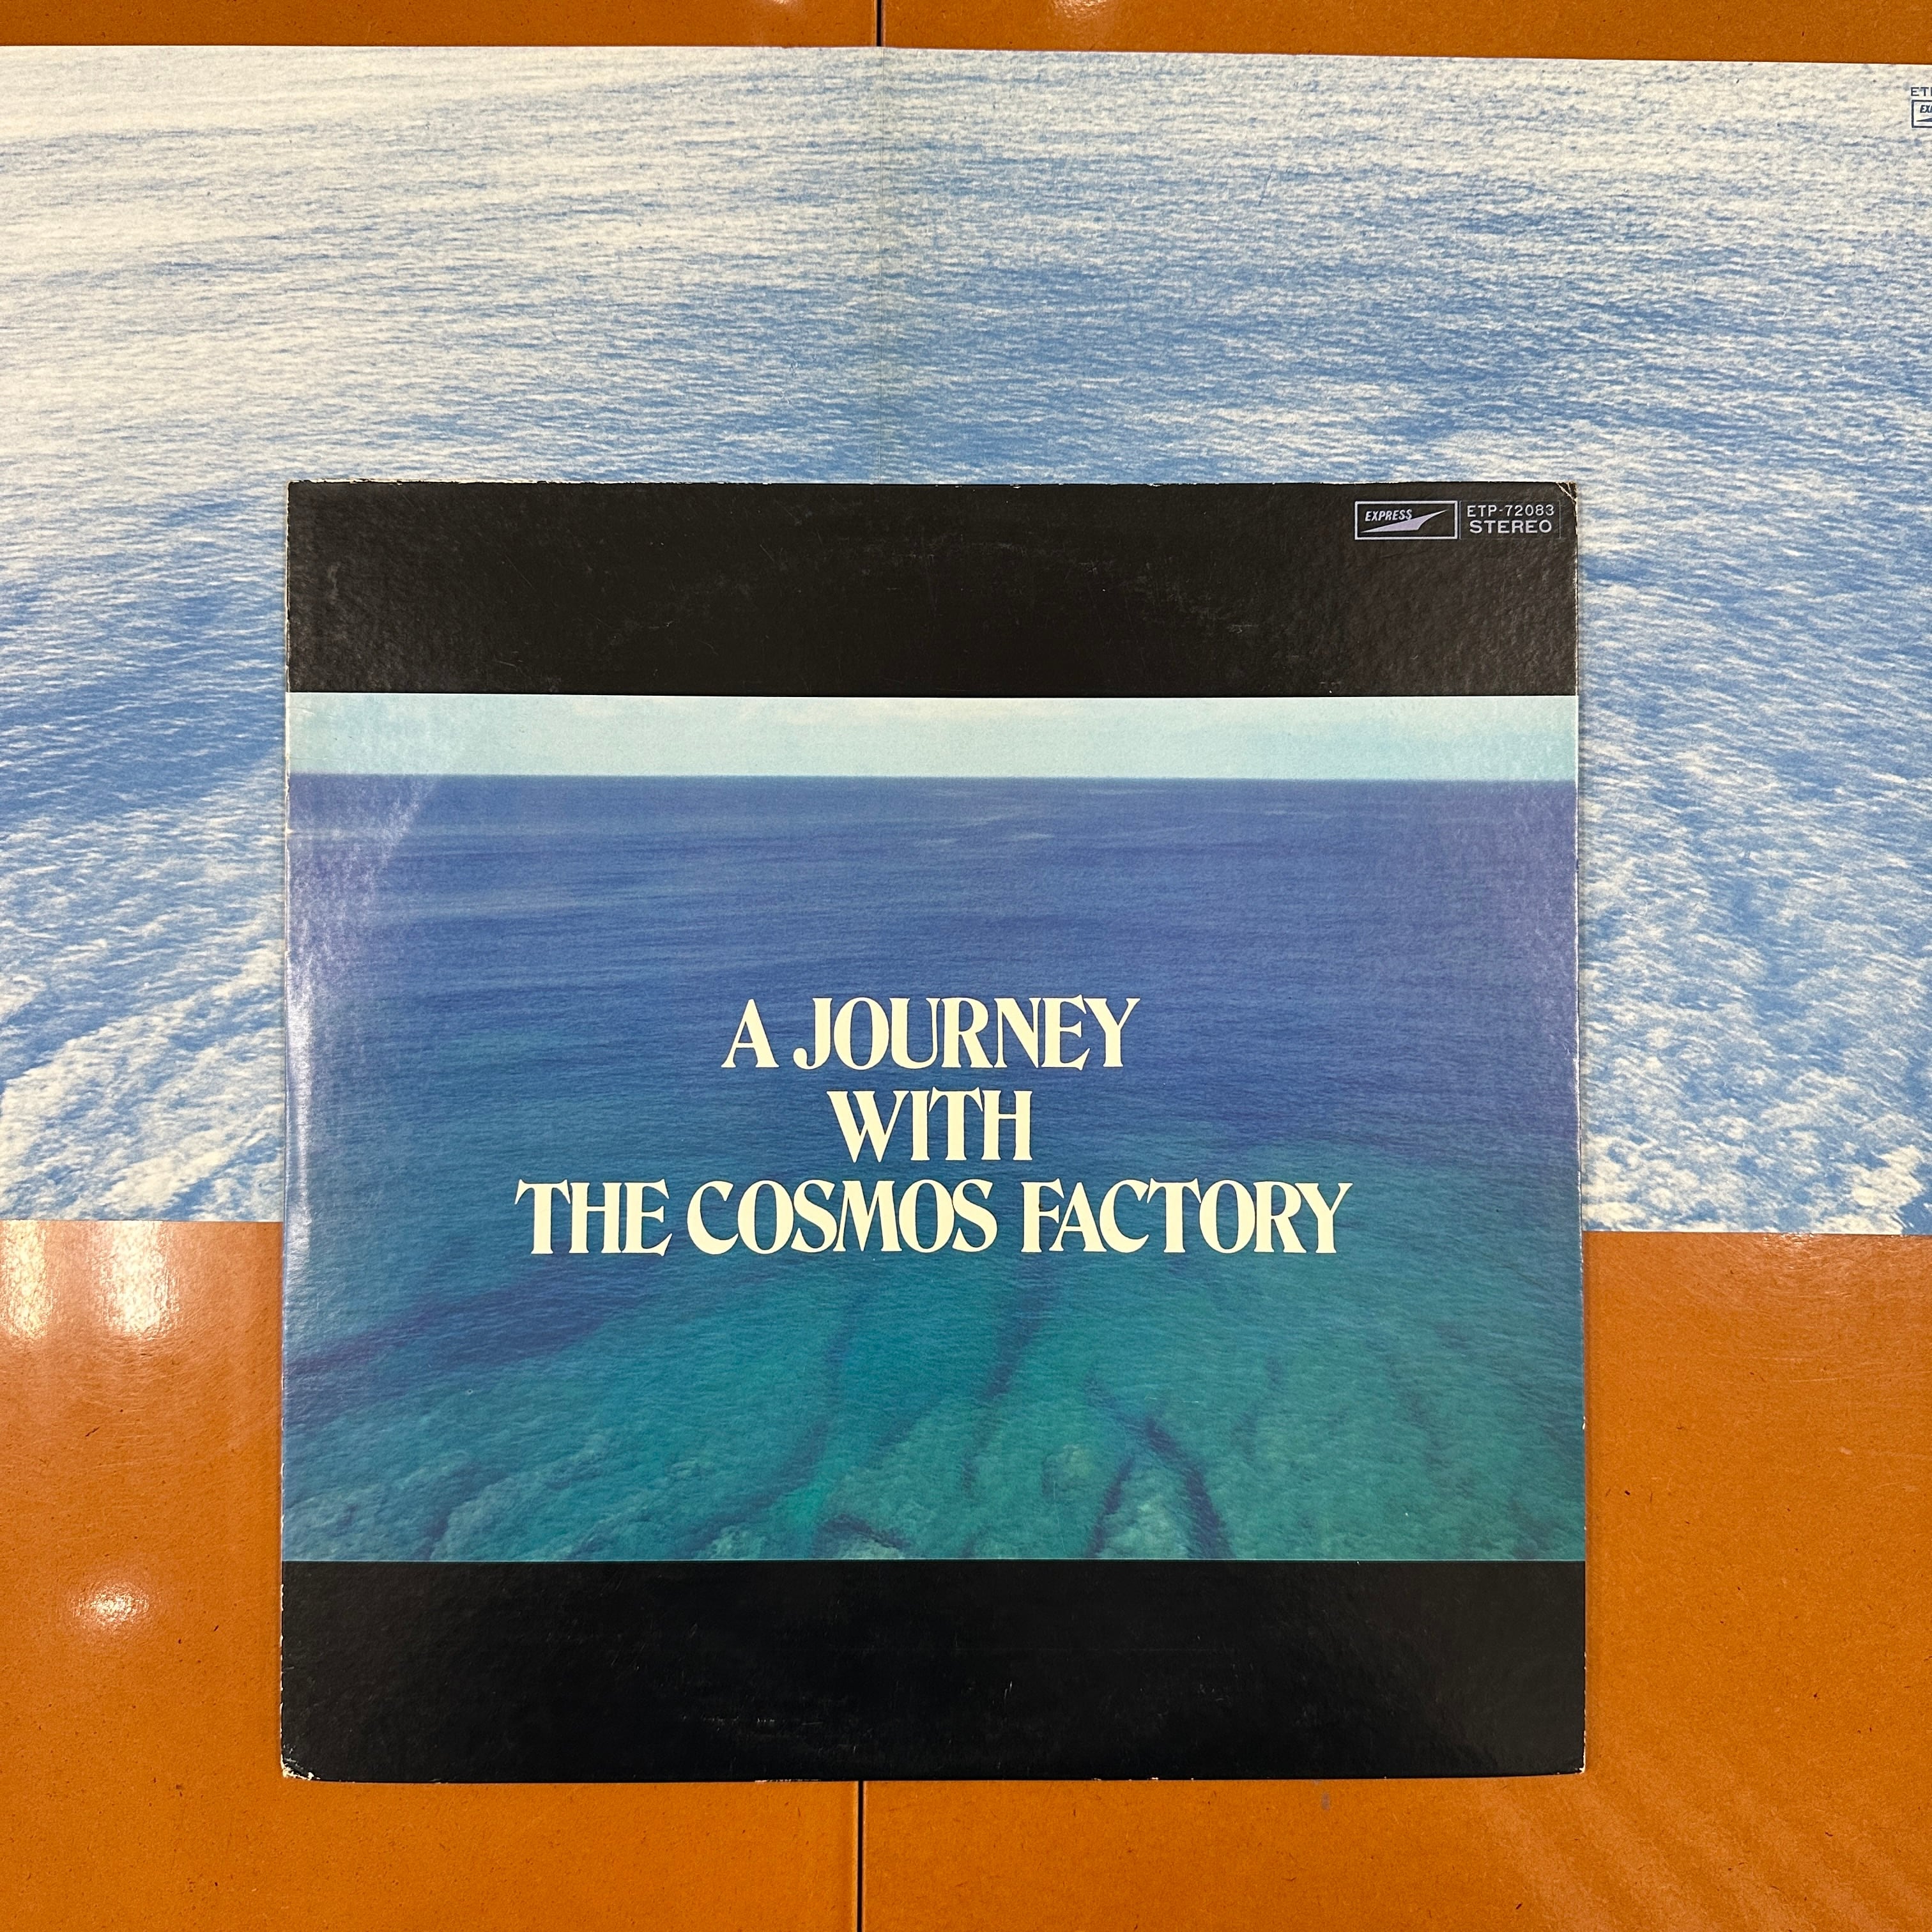 EXPRESS
ETP-72083
STEREO
A JOURNEY
WITH
THE COSMOS FACTORY